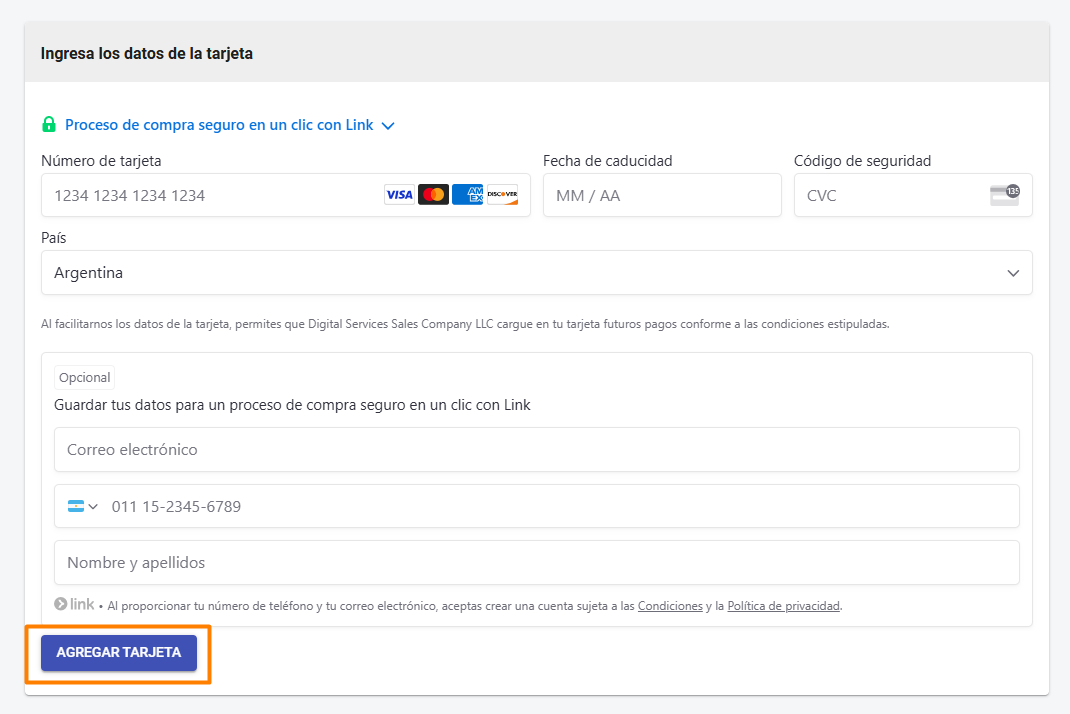 Ingresa los datos de la tarjeta
Proceso de compra seguro en un clic con Link
Número de tarjeta
Fecha de caducidad
Código de seguridad
1234 1234 1234 1234
VISA
AM EX
DISCOVER
MM / AA
CVC
135
País
Argentina
Al facilitarnos los datos de la tarjeta, permites que Digital Services Sales Company LLC cargue en tu tarjeta futuros pagos conforme a las condiciones estipuladas.
Opcional
Guardar tus datos para un proceso de compra seguro en un clic con Link
Correo electrónico
011 15-2345-6789
Nombre y apellidos
link • Al proporcionar tu número de teléfono y tu correo electrónico, aceptas crear una cuenta sujeta a las Condiciones y la Política de privacidad.
AGREGAR TARJETA